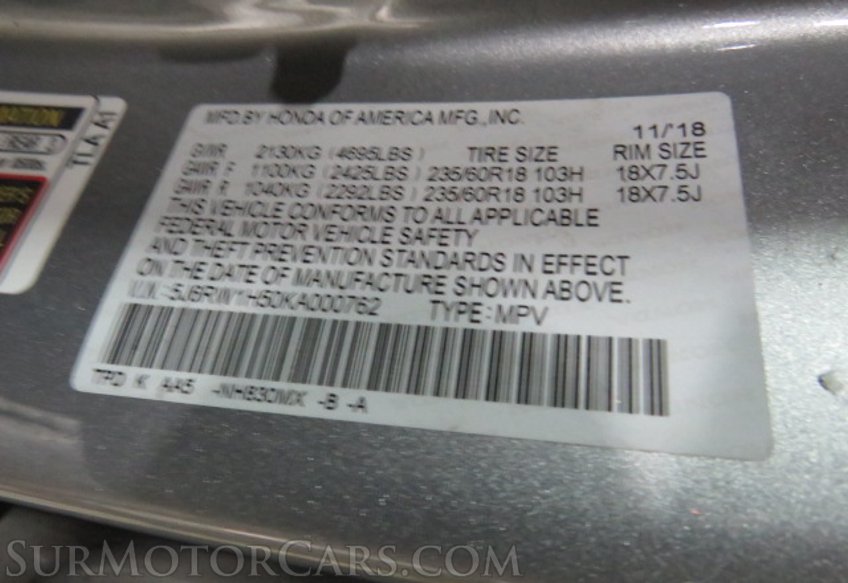 MFD. BY HONDA OF AMERICA MFG., INC.
11/'18
GVWR 2130KG (4695LBS) TIRE SIZE RIM SIZE
GAWR F 1100KG (2425LBS) 235/60R18 103H 18X7.5J
GAWR R 1040KG (2292LBS) 235/60R18 103H 18X7.5J
THIS VEHICLE CONFORMS TO ALL APPLICABLE
FEDERAL MOTOR VEHICLE SAFETY
AND THEFT PREVENTION STANDARDS IN EFFECT
ON THE DATE OF MANUFACTURE SHOWN ABOVE.
V.I.N.: 5J6RW1H50KA000762 TYPE: MPV
K AA5 -NH830MX -B -A
TLA A1
SURMOTORCARS.COM